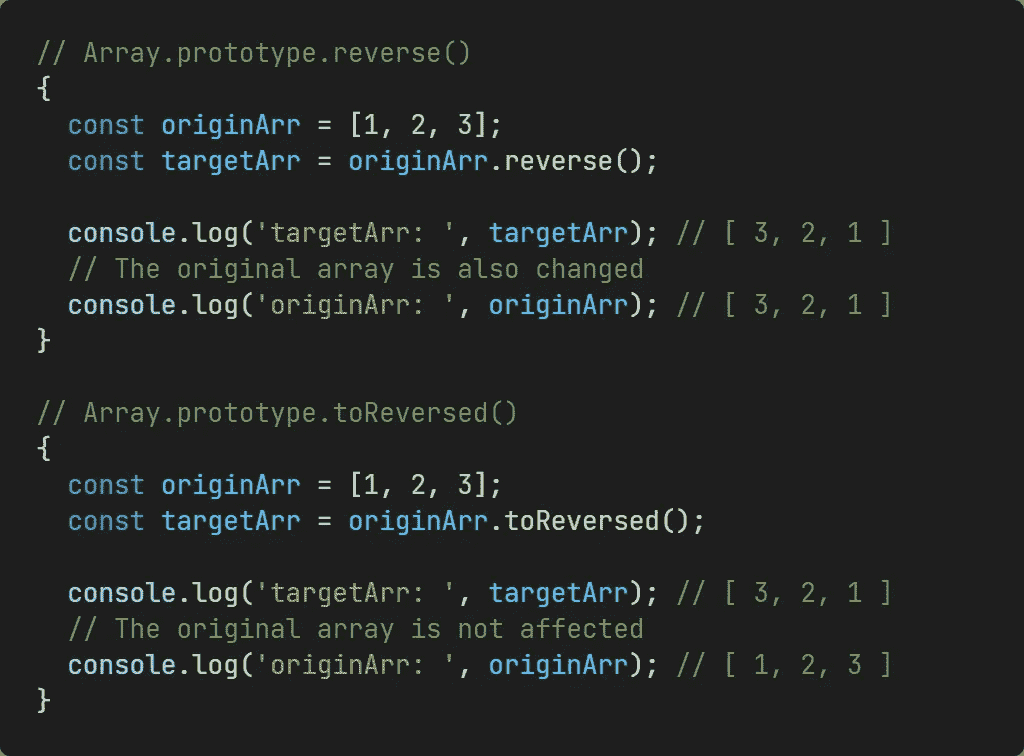 // Array.prototype.reverse()
{
  const originArr = [1, 2, 3];
  const targetArr = originArr.reverse();

  console.log('targetArr: ', targetArr); // [ 3, 2, 1 ]
  // The original array is also changed
  console.log('originArr: ', originArr); // [ 3, 2, 1 ]
}

// Array.prototype.toReversed()
{
  const originArr = [1, 2, 3];
  const targetArr = originArr.toReversed();

  console.log('targetArr: ', targetArr); // [ 3, 2, 1 ]
  // The original array is not affected
  console.log('originArr: ', originArr); // [ 1, 2, 3 ]
}